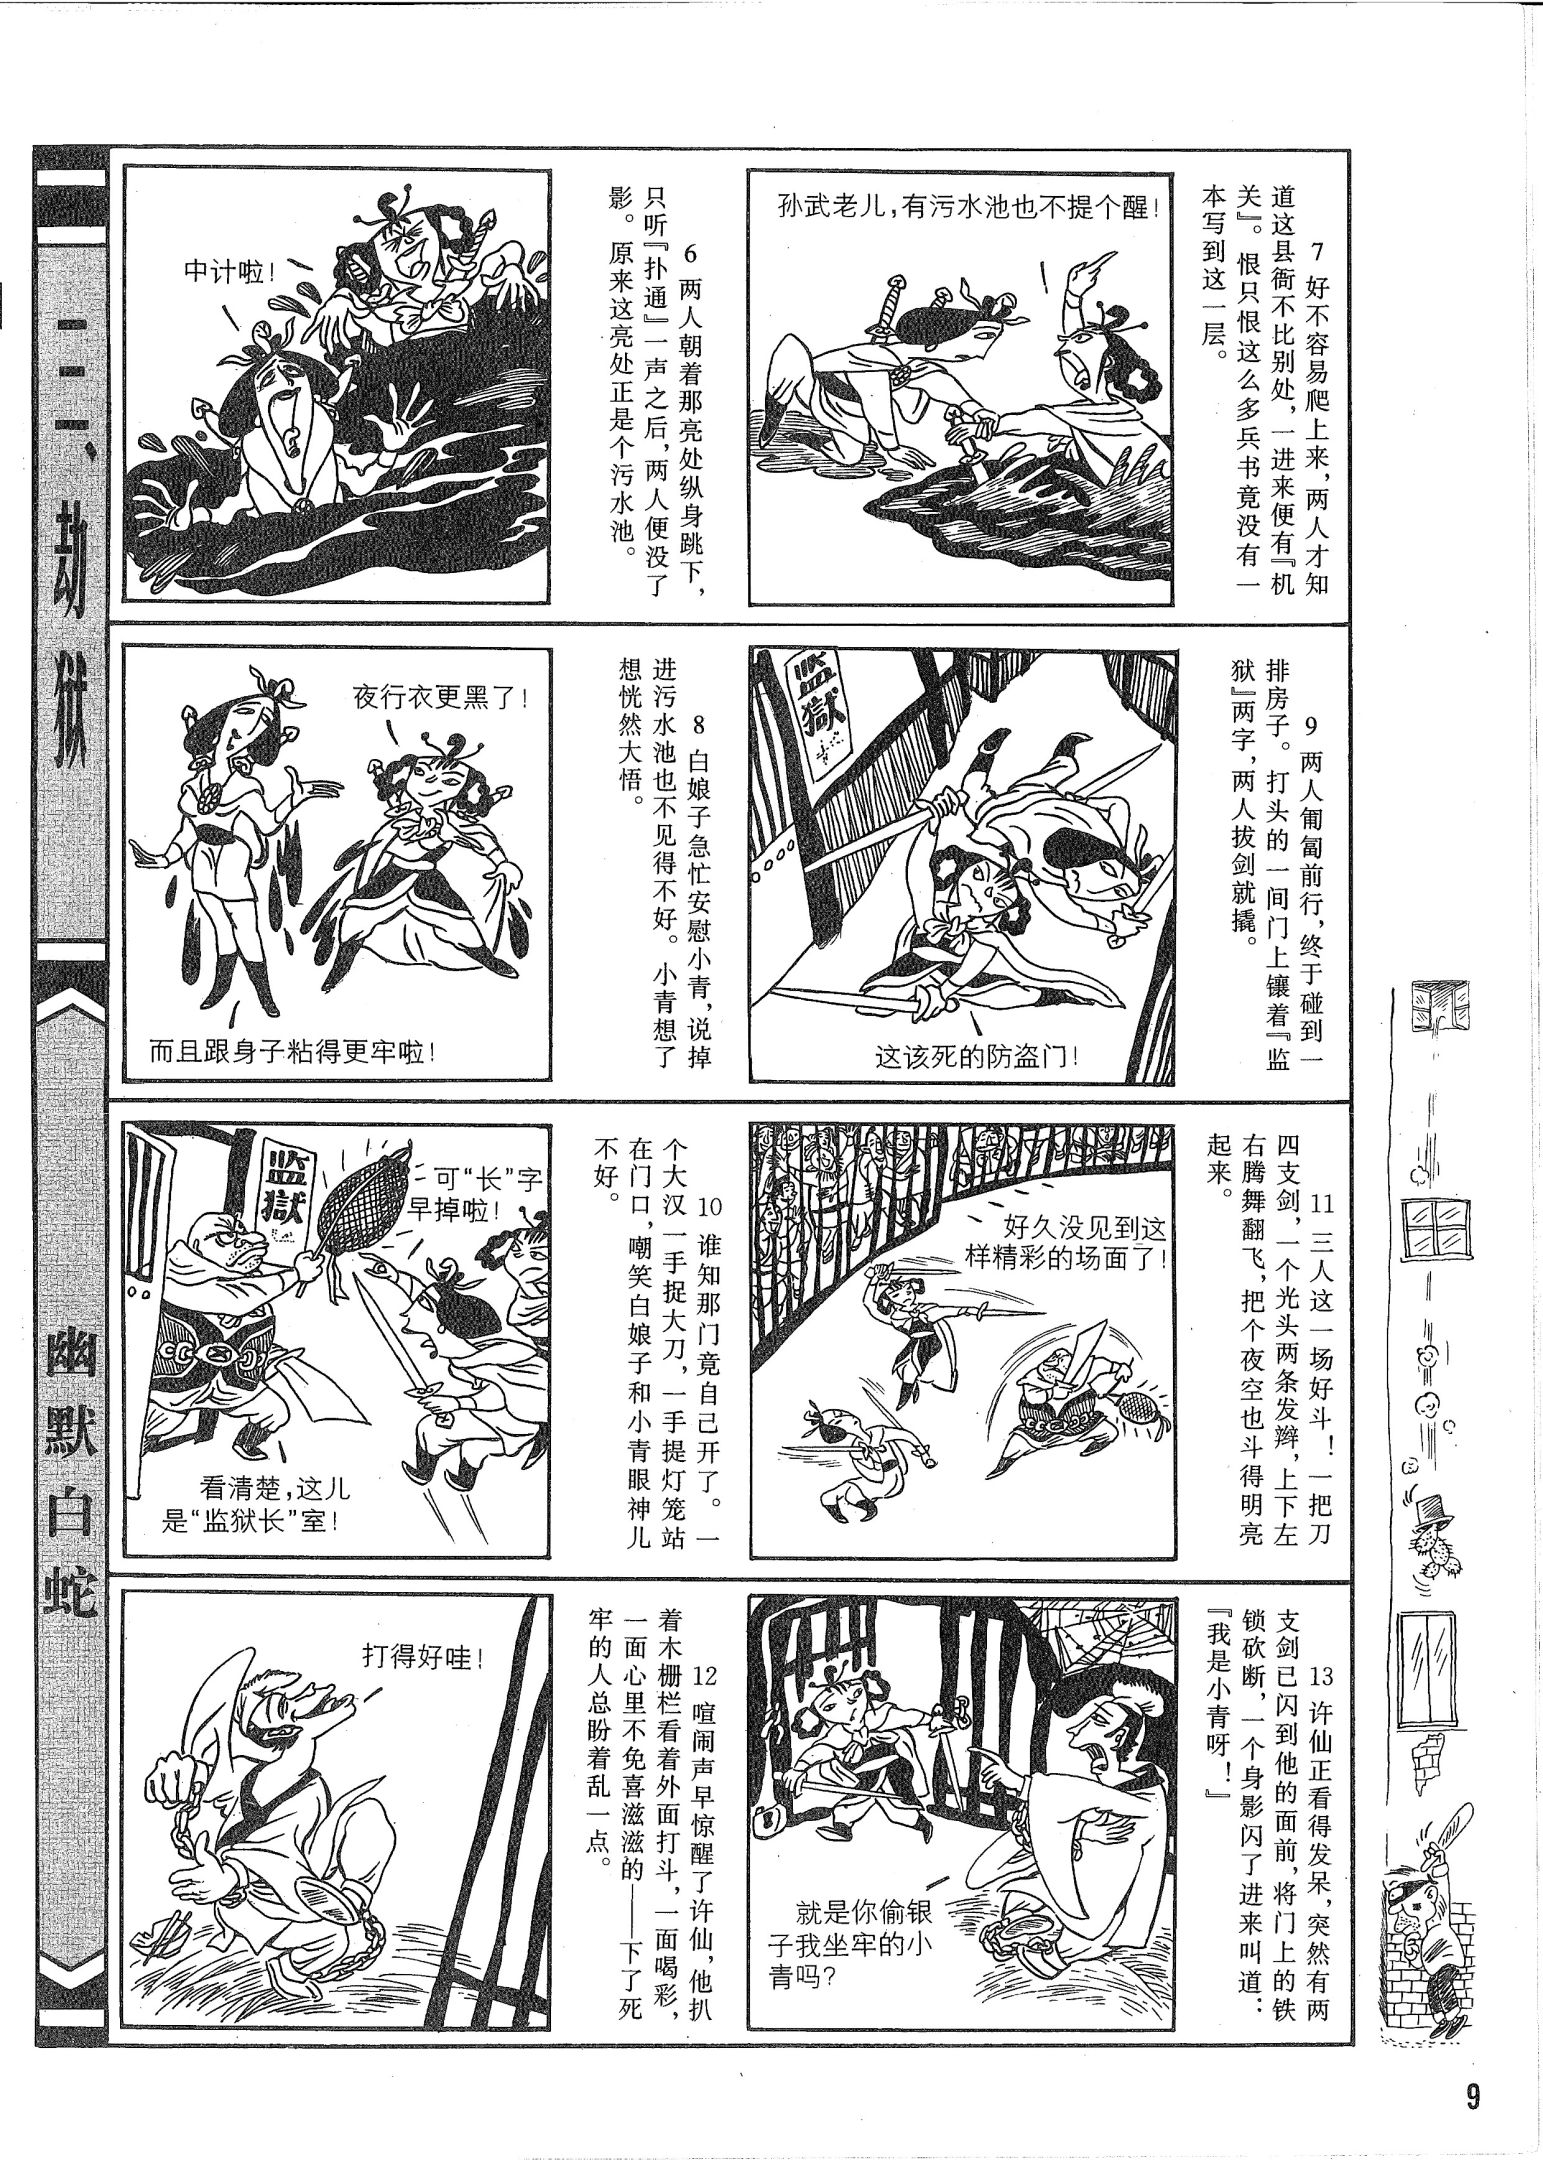 劫狱
幽默白蛇
中计啦!
6 两人朝着那亮处纵身跳下,
只听『扑通』一声之后,两人便没了
影。原来这亮处正是个污水池。
孙武老儿,有污水池也不提个醒!
7 好不容易爬上来,两人才知
道这县衙不比别处,一进来便有『机
关』。恨只恨这么多兵书竟没有一
本写到这一层。
夜行衣更黑了!
而且跟身子粘得更牢啦!
8 白娘子急忙安慰小青,说掉
进污水池也不见得不好。小青想了
想恍然大悟。
监獄
这该死的防盗门!
9 两人匍匐前行,终于碰到一
排房子。打头的一间门上镶着『监
狱』两字,两人拔剑就撬。
监獄
可“长”字
早掉啦!
看清楚,这儿
是“监狱长”室!
10 谁知那门竟自己开了。一
个大汉一手捉大刀,一手提灯笼站
在门口,嘲笑白娘子和小青眼神儿
不好。
好久没见到这
样精彩的场面了!
11 三人这一场好斗!一把刀
四支剑,一个光头两条发辫,上下左
右腾舞翻飞,把个夜空也斗得明亮
起来。
打得好哇!
12 喧闹声早惊醒了许仙,他扒
着木栅栏看着外面打斗,一面喝彩,
一面心里不免喜滋滋的——下了死
牢的人总盼着乱一点。
就是你偷银
子我坐牢的小
青吗?
13 许仙正看得发呆,突然有两
支剑已闪到他的面前,将门上的铁
锁砍断,一个身影闪了进来叫道:
『我是小青呀!』
9